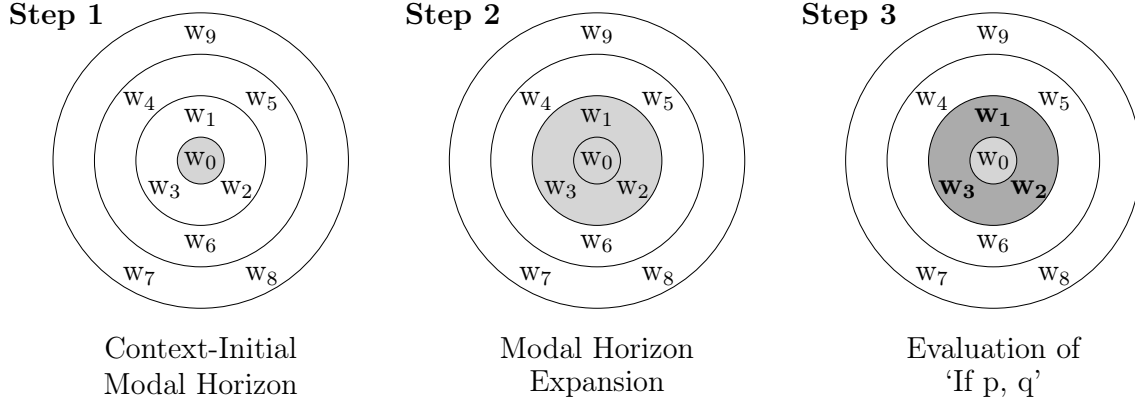 Step 1
w9
w4
w5
w1
w0
w3
w2
w6
w7
w8
Context-Initial
Modal Horizon
Step 2
w9
w4
w5
w1
w0
w3
w2
w6
w7
w8
Modal Horizon
Expansion
Step 3
w9
w4
w5
w1
w0
w3
w2
w6
w7
w8
Evaluation of
‘If p, q’